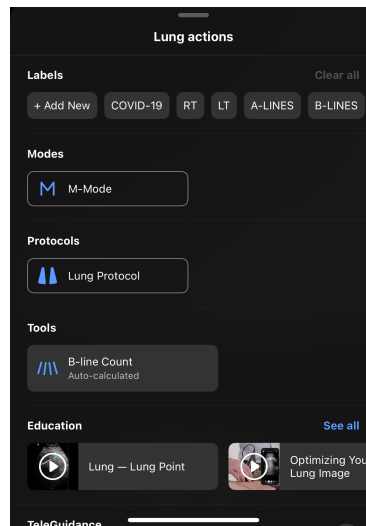 Lung actions
Labels
Clear all
+ Add New
COVID-19
RT
LT
A-LINES
B-LINES
Modes
M-Mode
Protocols
Lung Protocol
Tools
B-line Count
Auto-calculated
Education
See all
Lung — Lung Point
Optimizing You
Lung Image
TeleGuidance